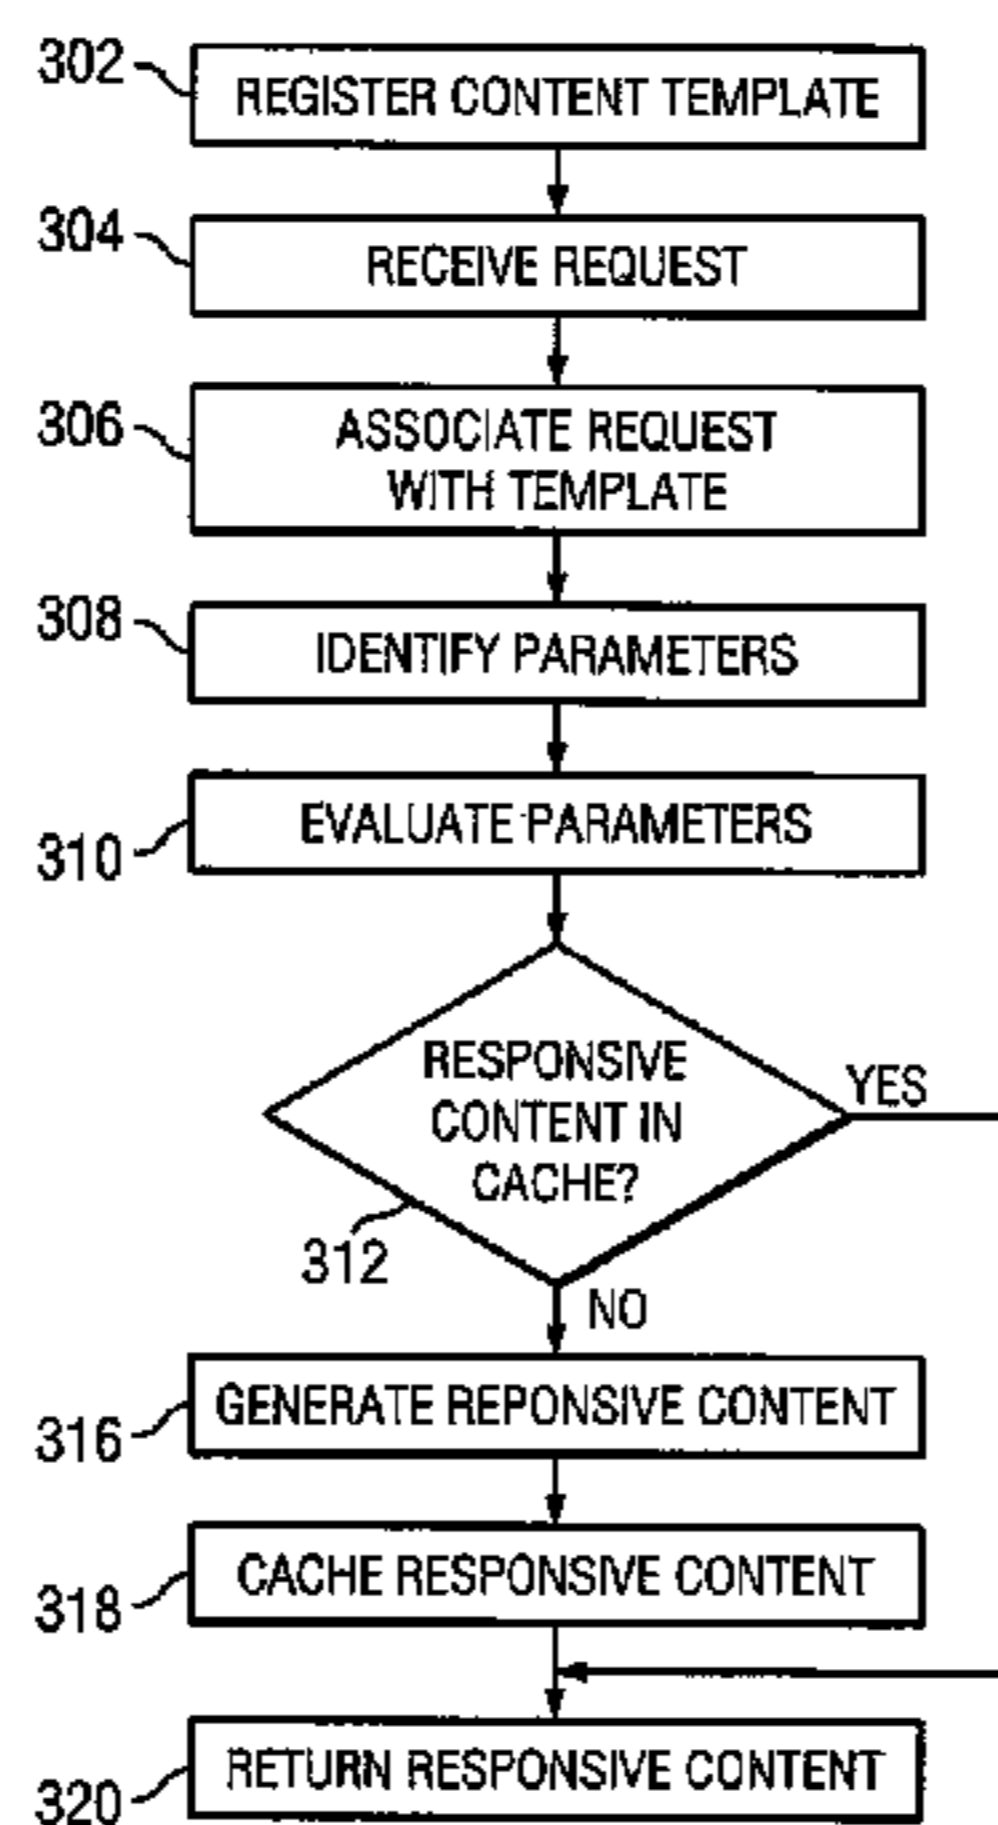 302
REGISTER CONTENT TEMPLATE
304
RECEIVE REQUEST
306
ASSOCIATE REQUEST
WITH TEMPLATE
308
IDENTIFY PARAMETERS
310
EVALUATE PARAMETERS
RESPONSIVE
CONTENT IN
CACHE?
YES
312
NO
316
GENERATE REPONSIVE CONTENT
318
CACHE RESPONSIVE CONTENT
320
RETURN RESPONSIVE CONTENT